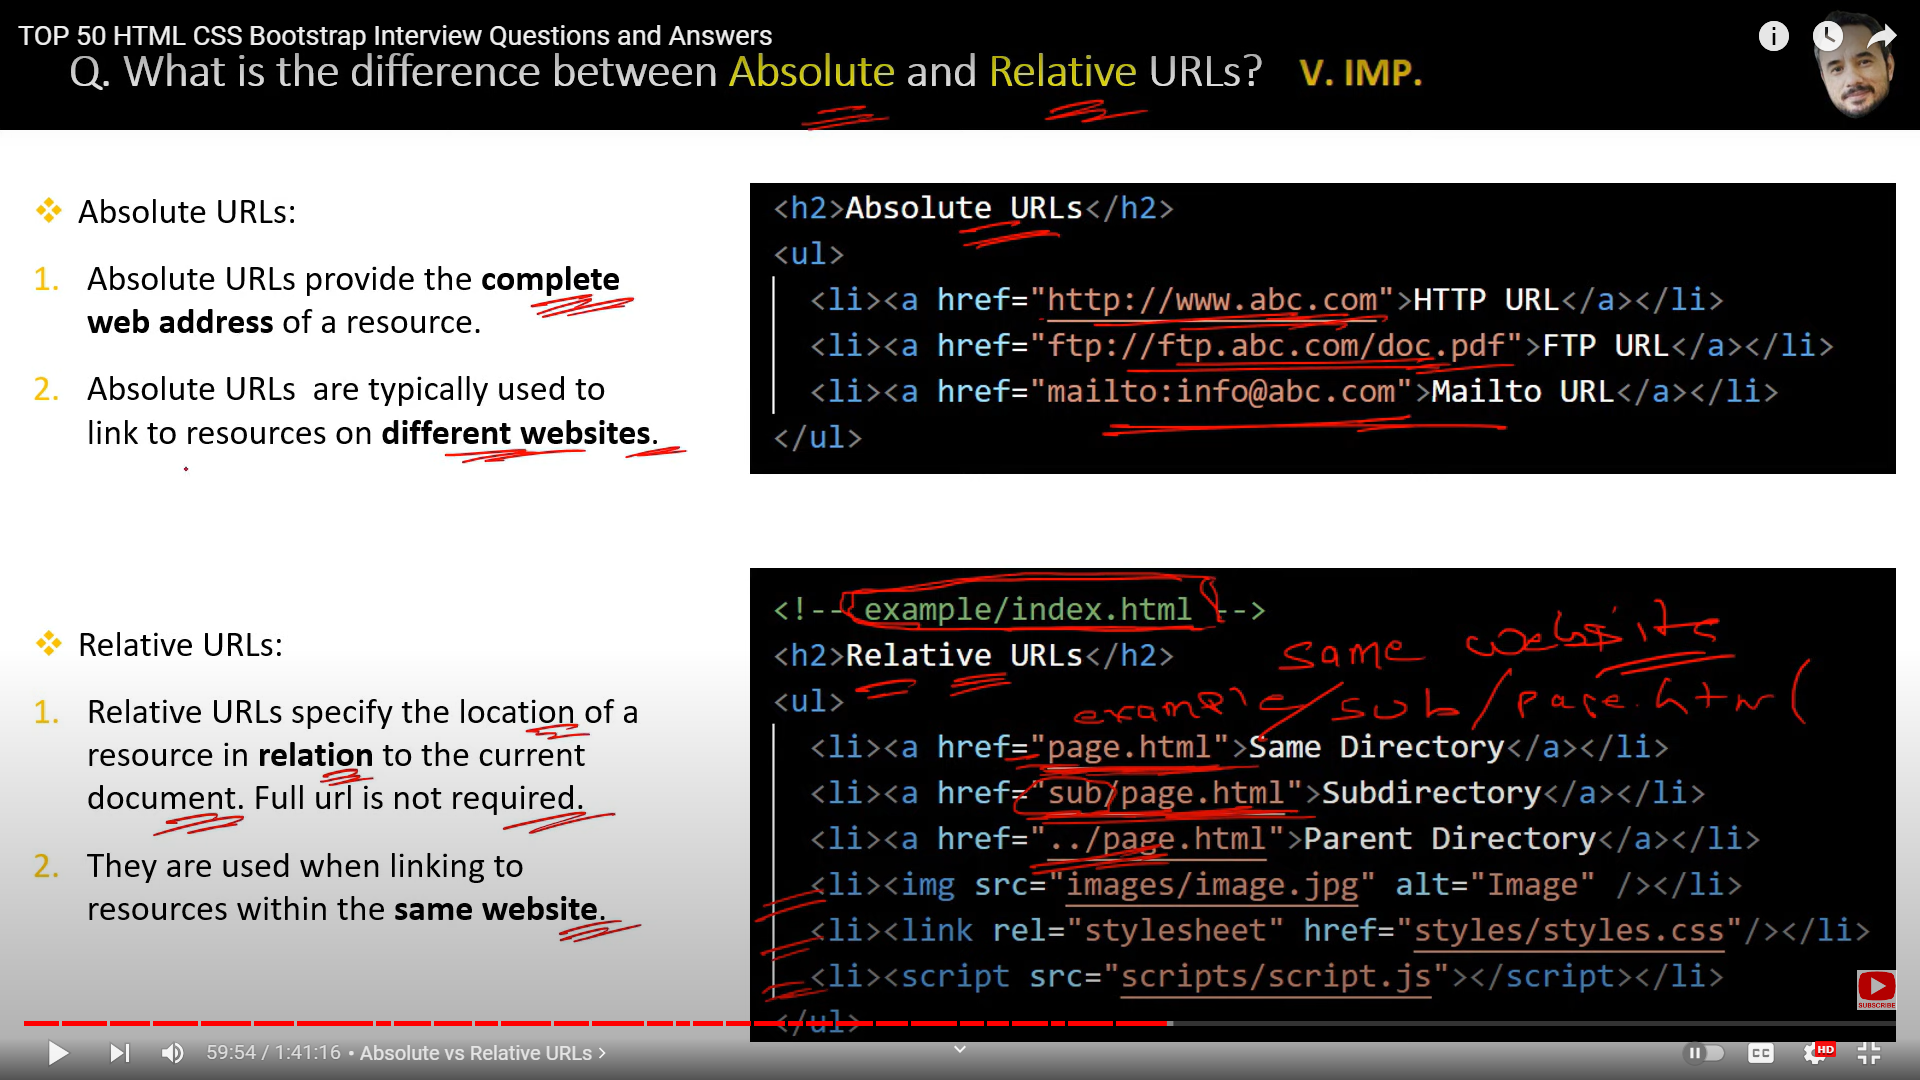 TOP 50 HTML CSS Bootstrap Interview Questions and Answers
Q. What is the difference between Absolute and Relative URLs? V. IMP.
Absolute URLs:
1. Absolute URLs provide the complete
web address of a resource.
2. Absolute URLs are typically used to
link to resources on different websites.
<h2>Absolute URLs</h2>
<ul>
<li><a href="http://www.abc.com">HTTP URL</a></li>
<li><a href="ftp://ftp.abc.com/doc.pdf">FTP URL</a></li>
<li><a href="mailto:info@abc.com">Mailto URL</a></li>
</ul>
Relative URLs:
1. Relative URLs specify the location of a
resource in relation to the current
document. Full url is not required.
2. They are used when linking to
resources within the same website.
<!-- example/index.html -->
<h2>Relative URLs</h2>
same website
<ul>
example/sub/page.html
<li><a href="page.html">Same Directory</a></li>
<li><a href="sub/page.html">Subdirectory</a></li>
<li><a href="../page.html">Parent Directory</a></li>
<li><img src="images/image.jpg" alt="Image" /></li>
<li><link rel="stylesheet" href="styles/styles.css"/></li>
<li><script src="scripts/script.js"></script></li>
</ul>
SUBSCRIBE
59:54 / 1:41:16 • Absolute vs Relative URLs >
CC
HD